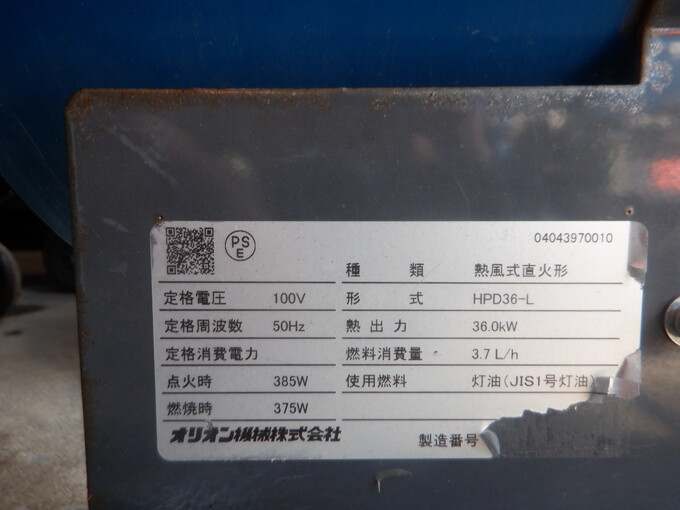 PSE
04043970010
種類 熱風式直火形
定格電圧 100V 形式 HPD36-L
定格周波数 50Hz 熱出力 36.0kW
定格消費電力 燃料消費量 3.7 L/h
点火時 385W 使用燃料 灯油(JIS1号灯油)
燃焼時 375W
オリオン機械株式会社 製造番号